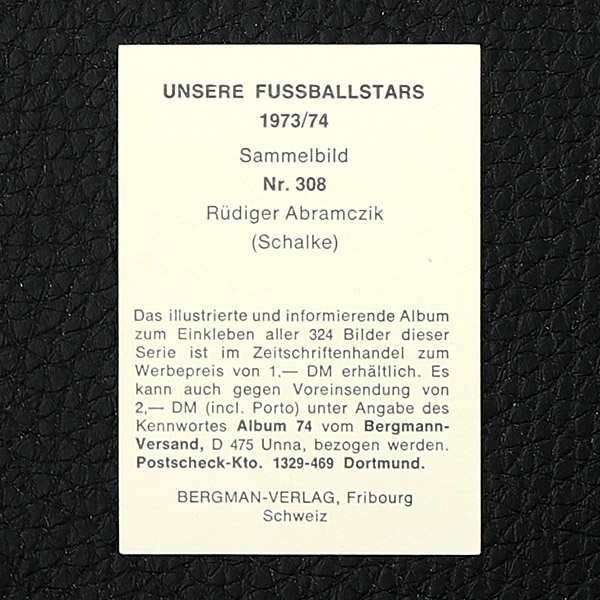 UNSERE FUSSBALLSTARS
1973/74
Sammelbild
Nr. 308
Rüdiger Abramczik
(Schalke)
Das illustrierte und informierende Album
zum Einkleben aller 324 Bilder dieser
Serie ist im Zeitschriftenhandel zum
Werbepreis von 1,— DM erhältlich. Es
kann auch gegen Voreinsendung von
2,— DM (incl. Porto) unter Angabe des
Kennwortes Album 74 vom Bergmann-
Versand, D 475 Unna, bezogen werden.
Postscheck-Kto. 1329-469 Dortmund.
BERGMAN-VERLAG, Fribourg
Schweiz